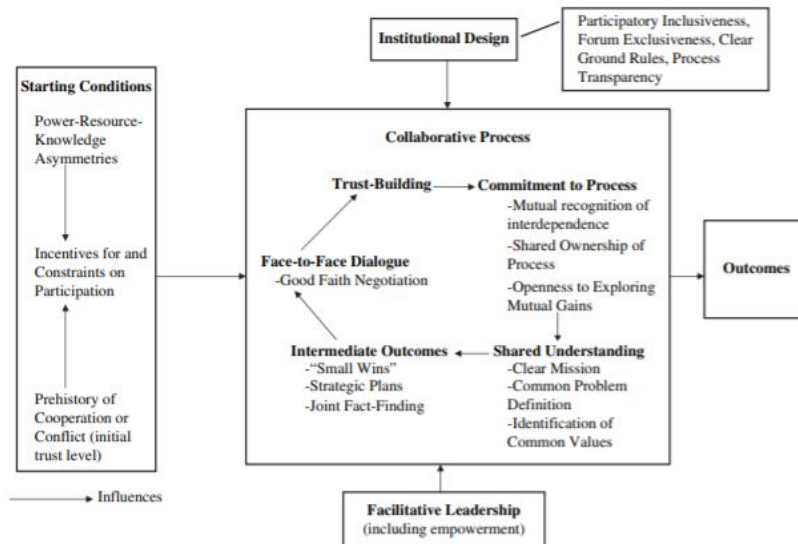 Institutional Design
Participatory Inclusiveness,
Forum Exclusiveness, Clear
Ground Rules, Process
Transparency
Starting Conditions
Power-Resource-
Knowledge
Asymmetries
Incentives for and
Constraints on
Participation
Prehistory of
Cooperation or
Conflict (initial
trust level)
Collaborative Process
Trust-Building
Commitment to Process
-Mutual recognition of
interdependence
-Shared Ownership of
Process
-Openness to Exploring
Mutual Gains
Face-to-Face Dialogue
-Good Faith Negotiation
Intermediate Outcomes
-“Small Wins”
-Strategic Plans
-Joint Fact-Finding
Shared Understanding
-Clear Mission
-Common Problem
Definition
-Identification of
Common Values
Outcomes
Influences
Facilitative Leadership
(including empowerment)